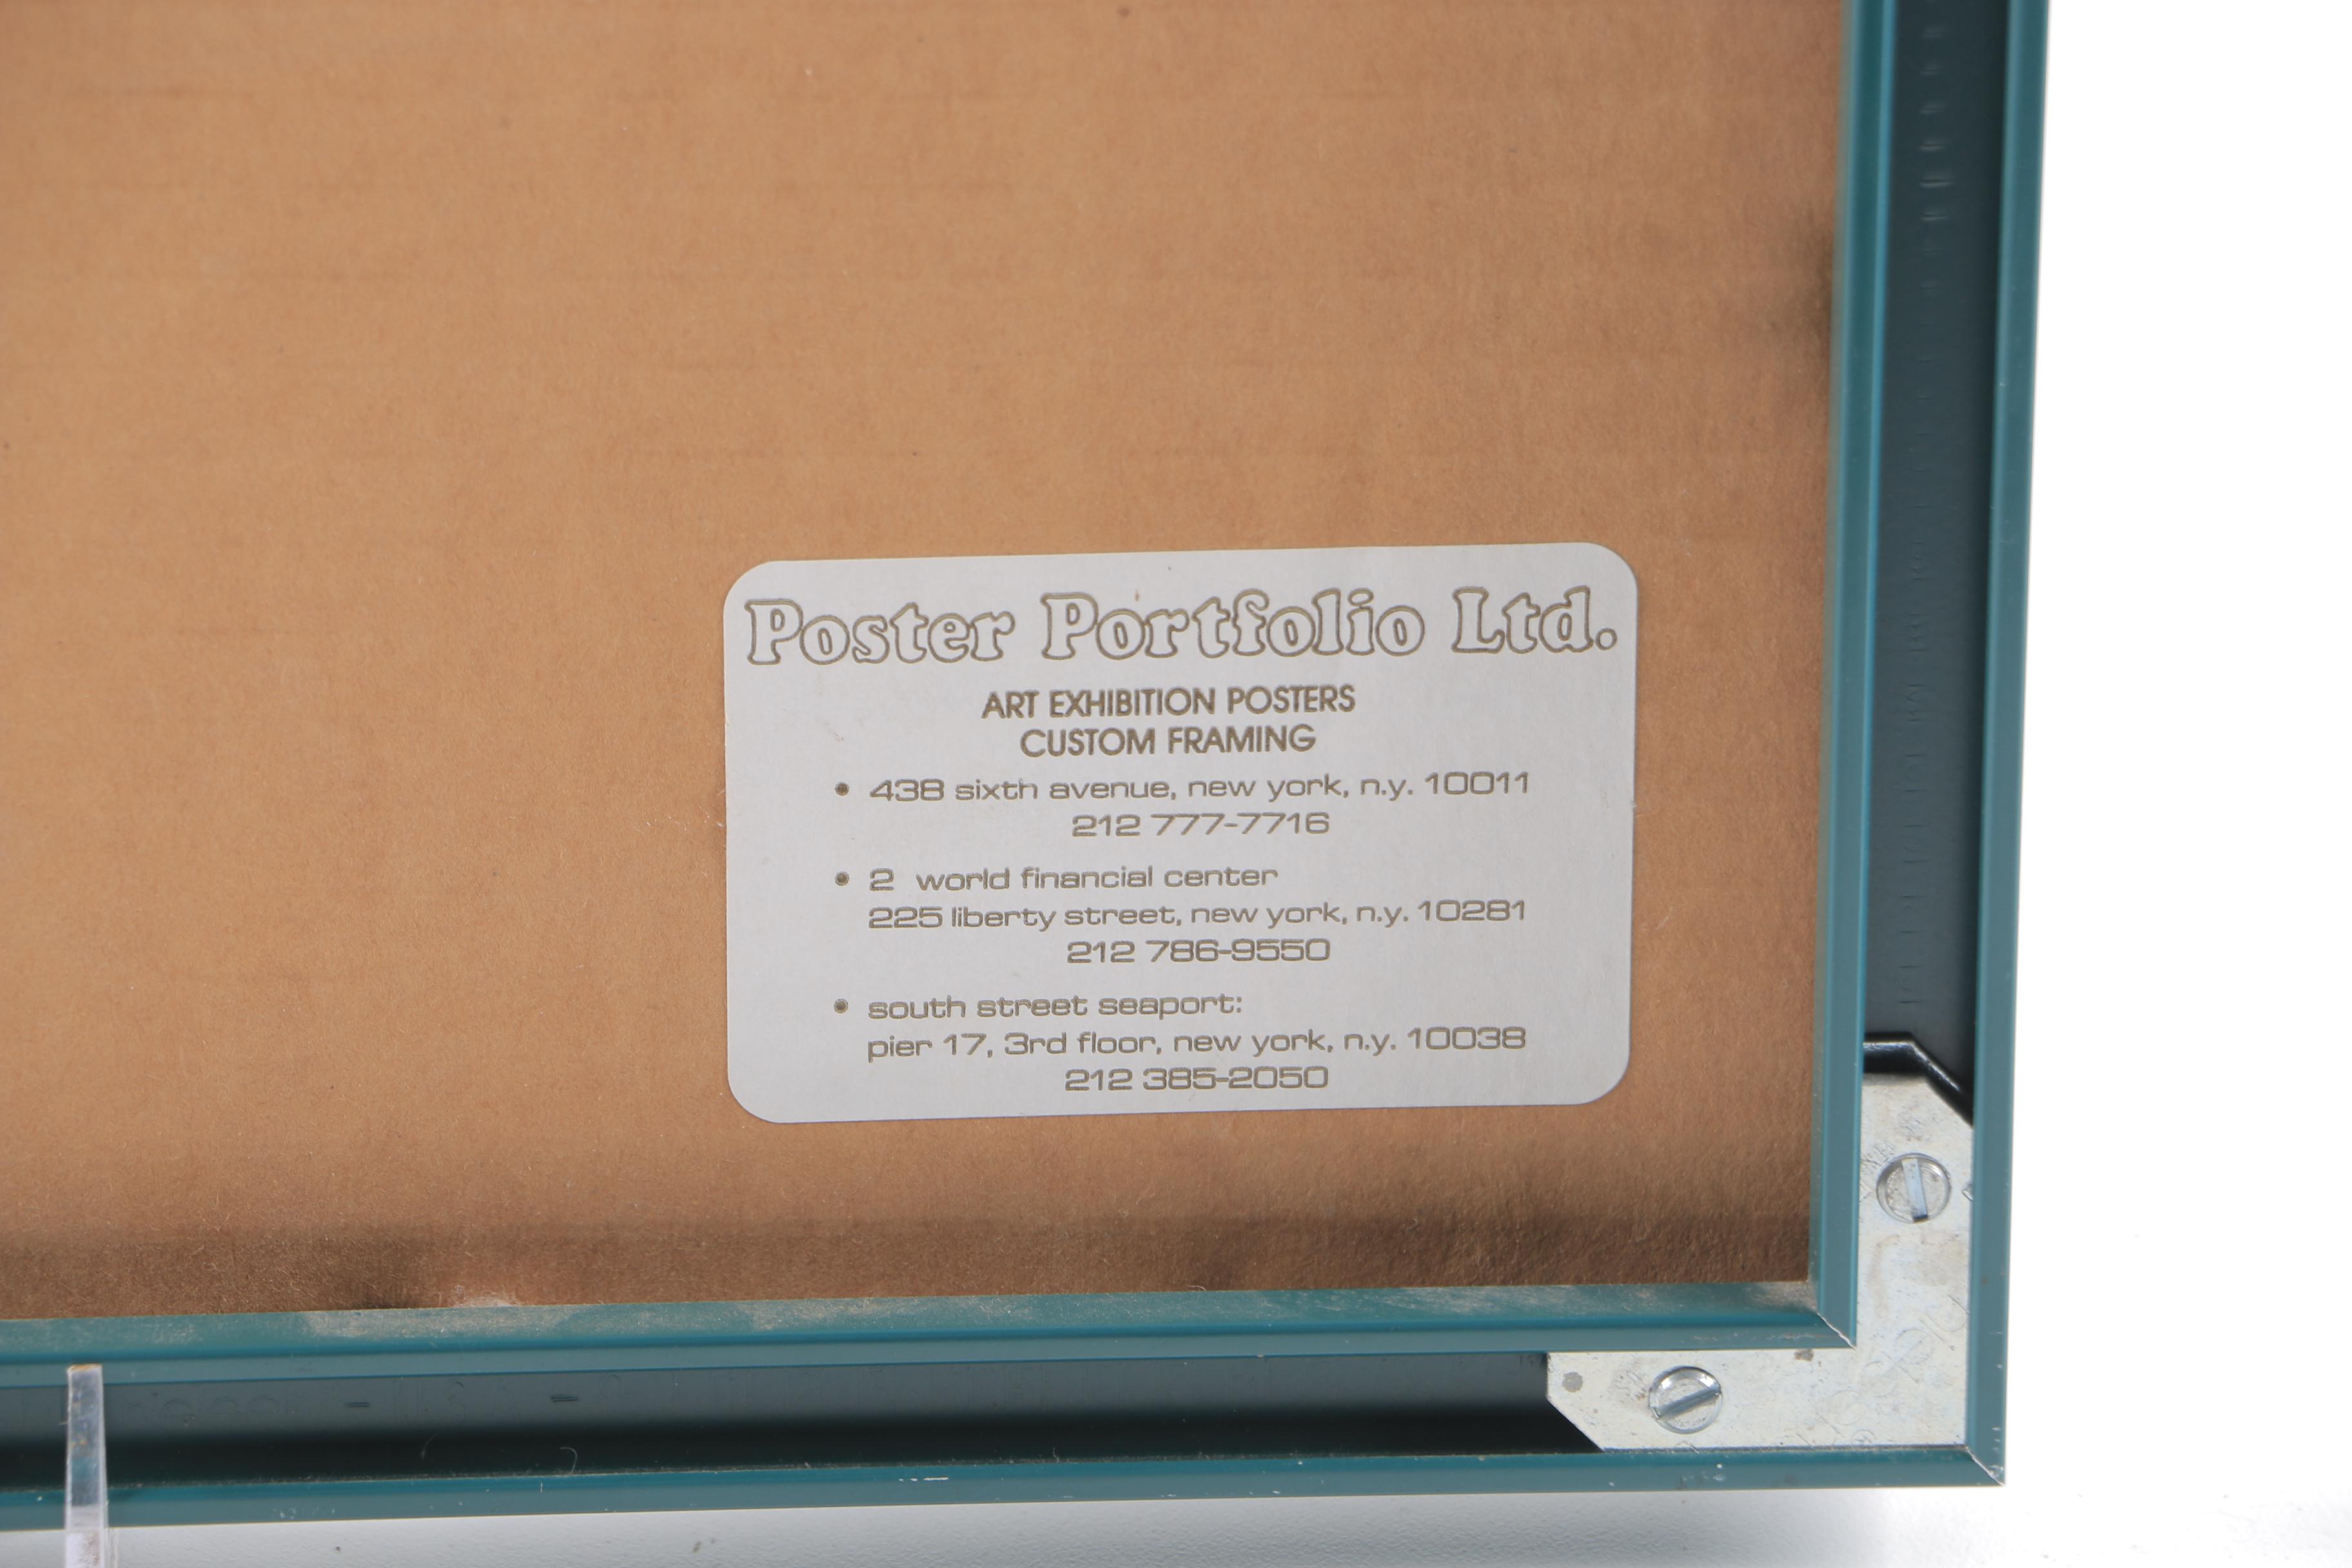 Poster Portfolio Ltd.
ART EXHIBITION POSTERS
CUSTOM FRAMING
• 438 sixth avenue, new york, n.y. 10011
212 777-7716
• 2 world financial center
225 liberty street, new york, n.y. 10281
212 786-9550
• south street seaport:
pier 17, 3rd floor, new york, n.y. 10038
212 385-2050